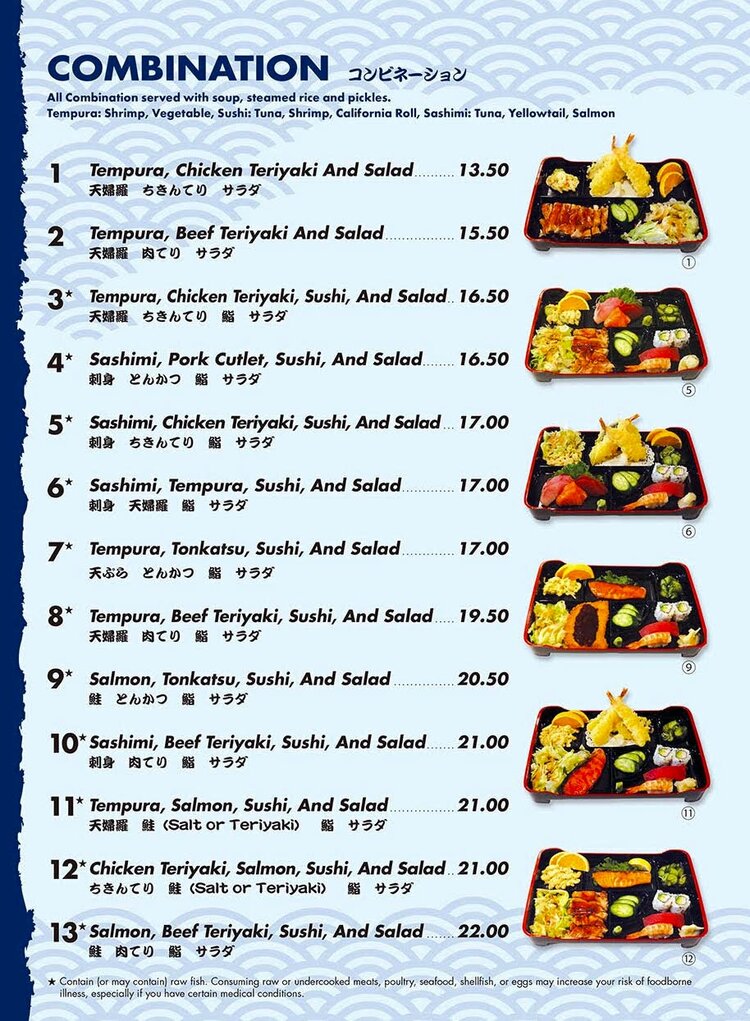 COMBINATION コンビネーション
All Combination served with soup, steamed rice and pickles.
Tempura: Shrimp, Vegetable, Sushi: Tuna, Shrimp, California Roll, Sashimi: Tuna, Yellowtail, Salmon
1 Tempura, Chicken Teriyaki And Salad.......... 13.50
天婦羅 ちきんてり サラダ
①
2 Tempura, Beef Teriyaki And Salad................. 15.50
天婦羅 肉てり サラダ
3★ Tempura, Chicken Teriyaki, Sushi, And Salad.. 16.50
天婦羅 ちきんてり 鮨 サラダ
4★ Sashimi, Pork Cutlet, Sushi, And Salad......... 16.50
刺身 とんかつ 鮨 サラダ
⑤
5★ Sashimi, Chicken Teriyaki, Sushi, And Salad ... 17.00
刺身 ちきんてり 鮨 サラダ
6★ Sashimi, Tempura, Sushi, And Salad............. 17.00
刺身 天婦羅 鮨 サラダ
⑥
7★ Tempura, Tonkatsu, Sushi, And Salad............. 17.00
天ぷら とんかつ 鮨 サラダ
8★ Tempura, Beef Teriyaki, Sushi, And Salad..... 19.50
天婦羅 肉てり 鮨 サラダ
⑨
9★ Salmon, Tonkatsu, Sushi, And Salad.............. 20.50
鮭 とんかつ 鮨 サラダ
10★ Sashimi, Beef Teriyaki, Sushi, And Salad....... 21.00
刺身 肉てり 鮨 サラダ
11★ Tempura, Salmon, Sushi, And Salad............... 21.00
⑪
天婦羅 鮭 (Salt or Teriyaki) 鮨 サラダ
12★ Chicken Teriyaki, Salmon, Sushi, And Salad .. 21.00
ちきんてり 鮭 (Salt or Teriyaki) 鮨 サラダ
13★ Salmon, Beef Teriyaki, Sushi, And Salad ....... 22.00
鮭 肉てり 鮨 サラダ
⑫
★ Contain (or may contain) raw fish. Consuming raw or undercooked meats, poultry, seafood, shellfish, or eggs may increase your risk of foodborne
illness, especially if you have certain medical conditions.